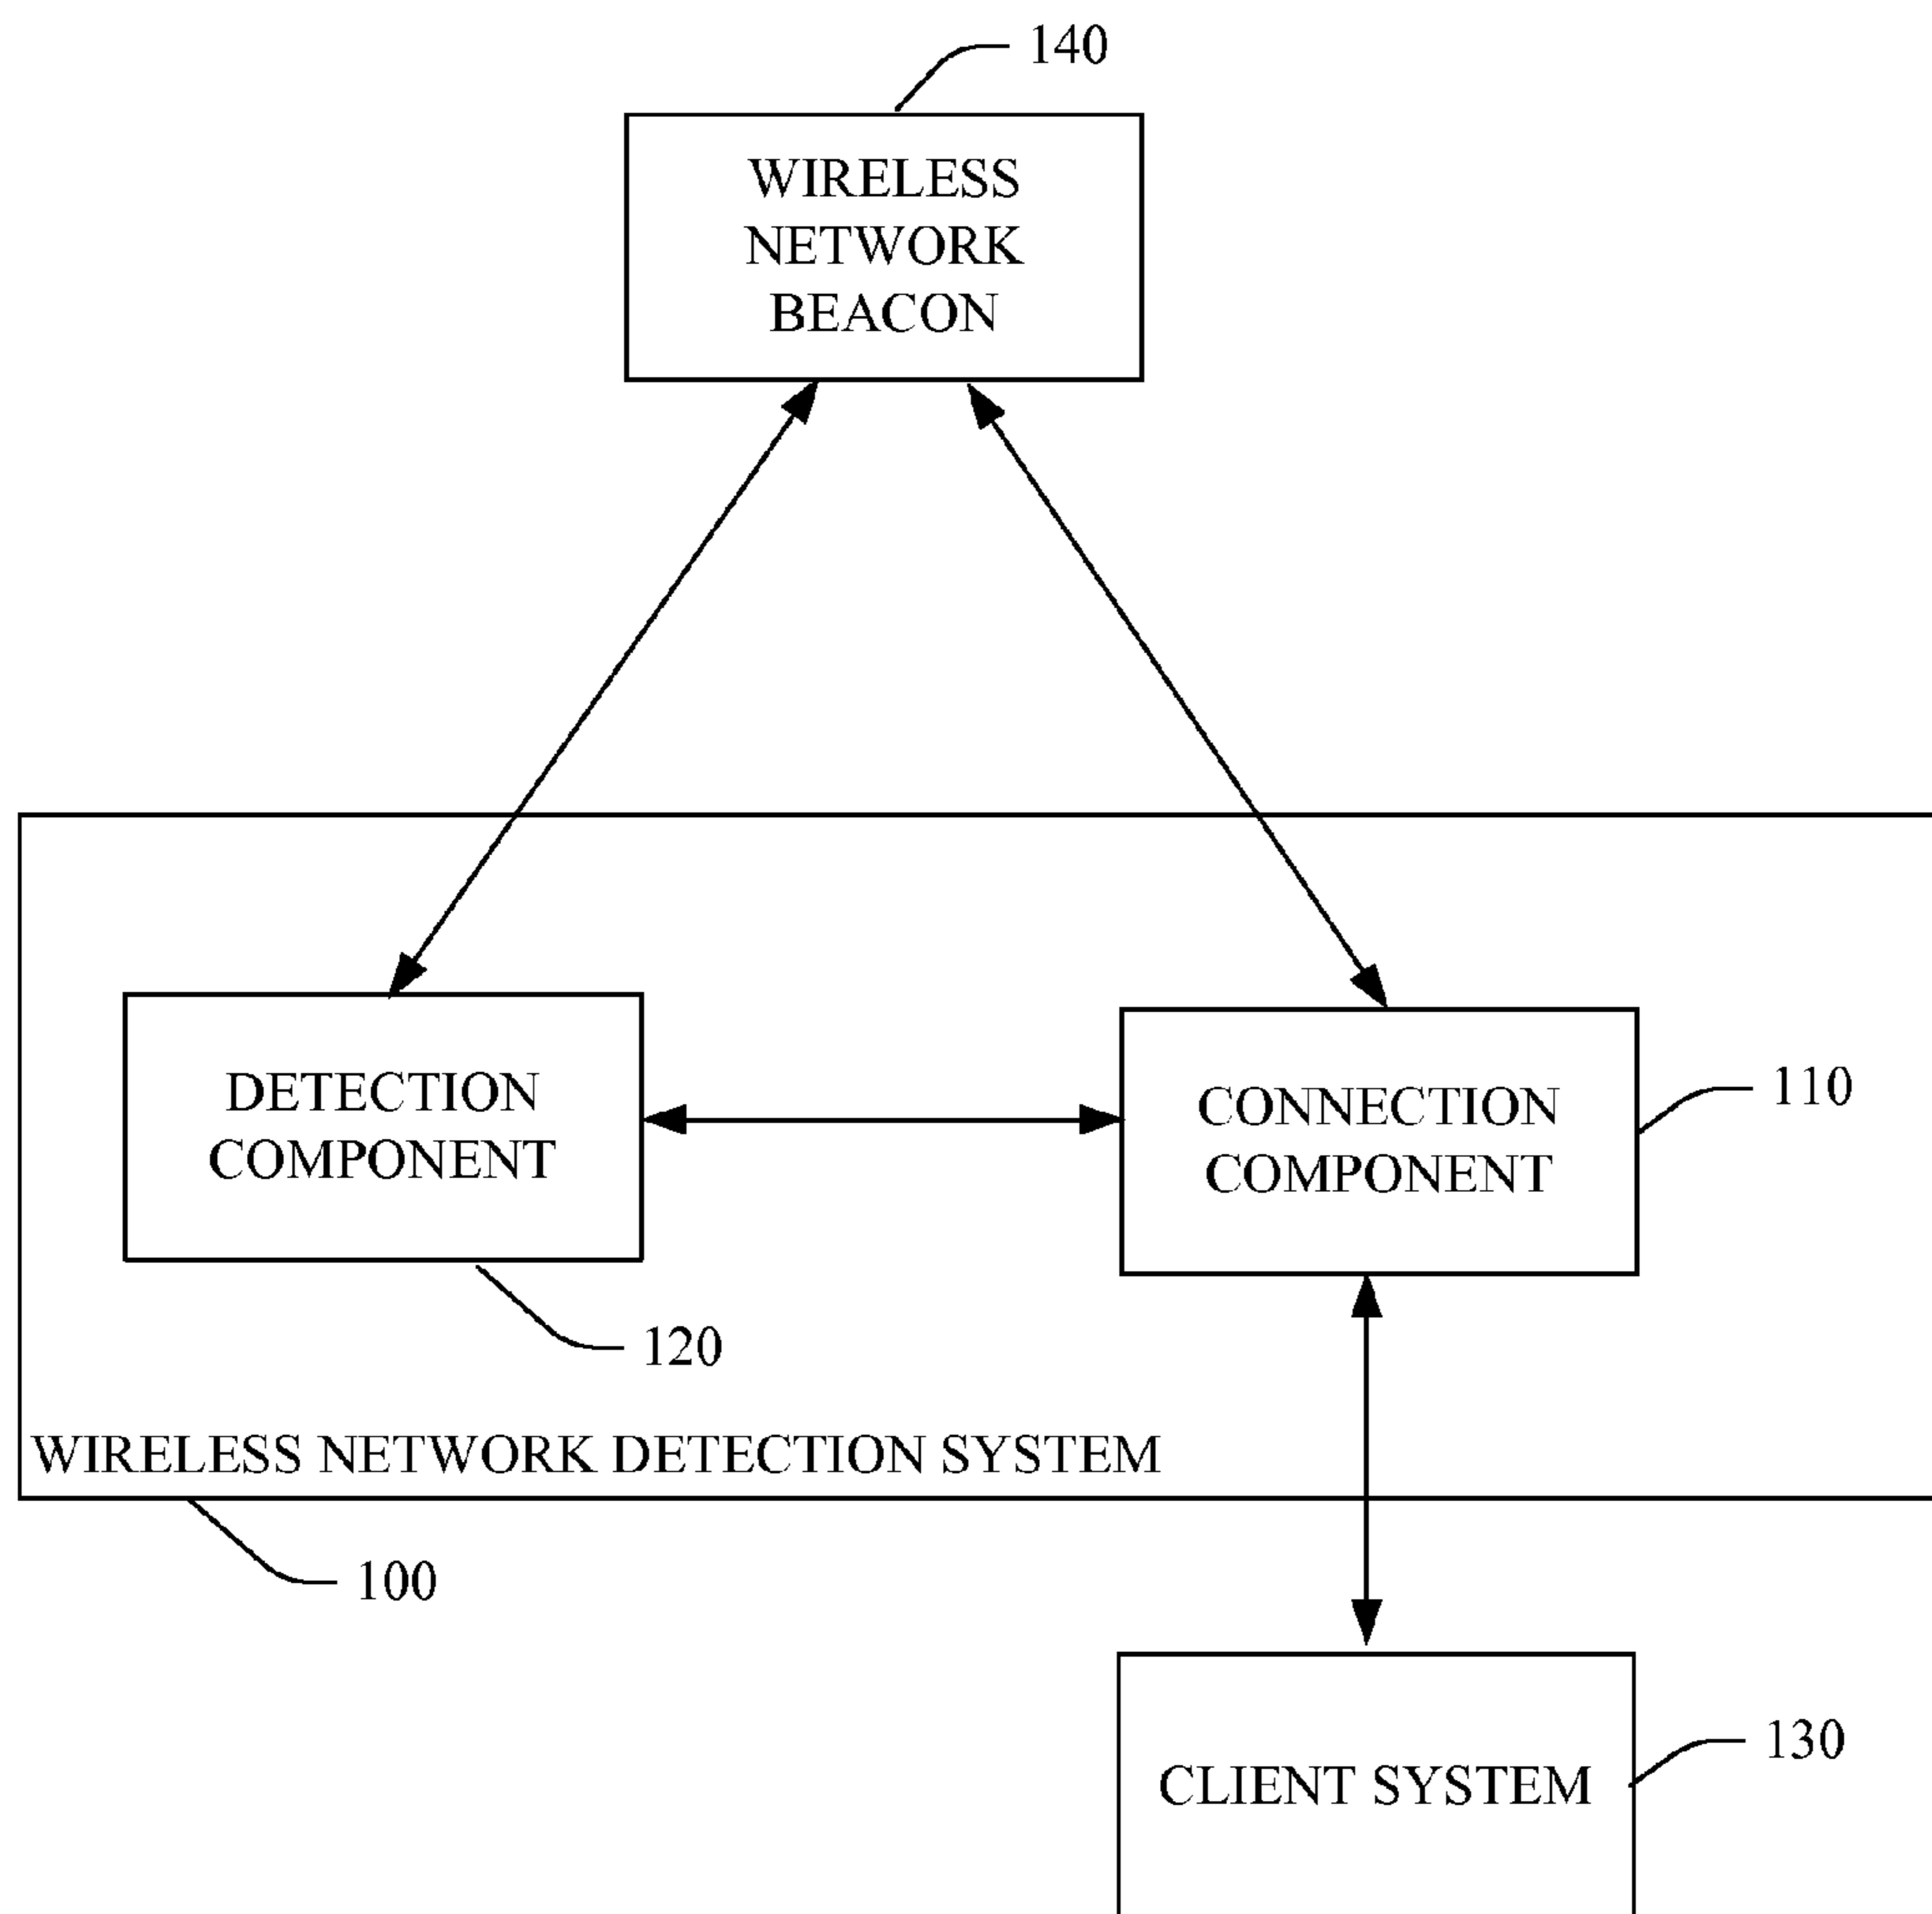 140
WIRELESS
NETWORK
BEACON
DETECTION
COMPONENT
CONNECTION
COMPONENT
110
120
WIRELESS NETWORK DETECTION SYSTEM
100
130
CLIENT SYSTEM